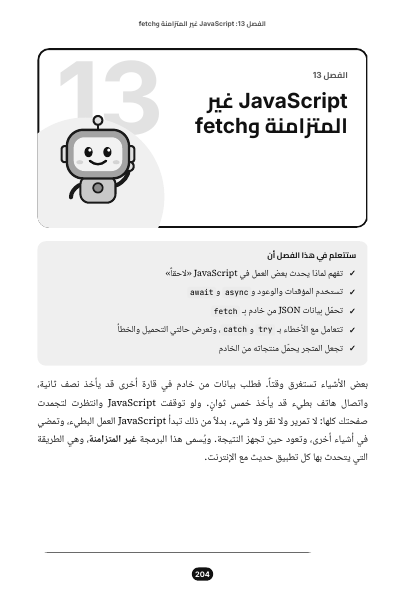 الفصل 13: JavaScript غير المتزامنة وfetch
13
الفصل 13
JavaScript غير
المتزامنة وfetch
ستتعلم في هذا الفصل أن
✓ تفهم لماذا يحدث بعض العمل في JavaScript «لاحقاً»
✓ تستخدم المؤقتات والوعود و async و await
✓ تحمّل بيانات JSON من خادم بـ fetch
✓ تتعامل مع الأخطاء بـ try و catch ، وتعرض حالتي التحميل والخطأ
✓ تجعل المتجر يحمّل منتجاته من الخادم
بعض الأشياء تستغرق وقتاً. فطلب بيانات من خادم في قارة أخرى قد يأخذ نصف ثانية،
واتصال هاتف بطيء قد يأخذ خمس ثوانٍ. ولو توقفت JavaScript وانتظرت لتجمدت
صفحتك كلها: لا تمرير ولا نقر ولا شيء. بدلاً من ذلك تبدأ JavaScript العمل البطيء، وتمضي
في أشياء أخرى، وتعود حين تجهز النتيجة. ويُسمى هذا البرمجة غير المتزامنة، وهي الطريقة
التي يتحدث بها كل تطبيق حديث مع الإنترنت.
204